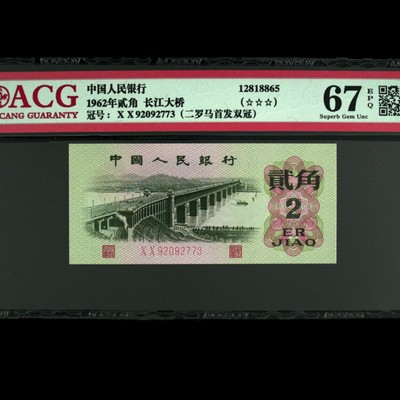 ACG
CANG GUARANTY
中国人民银行 12818865
1962年贰角 长江大桥 (☆☆☆)
冠号: X X 92092773 (二罗马首发双冠)
67 EPQ
Superb Gem Unc
中國人民銀行
貳角
2
ER
JIAO
X X 92092773